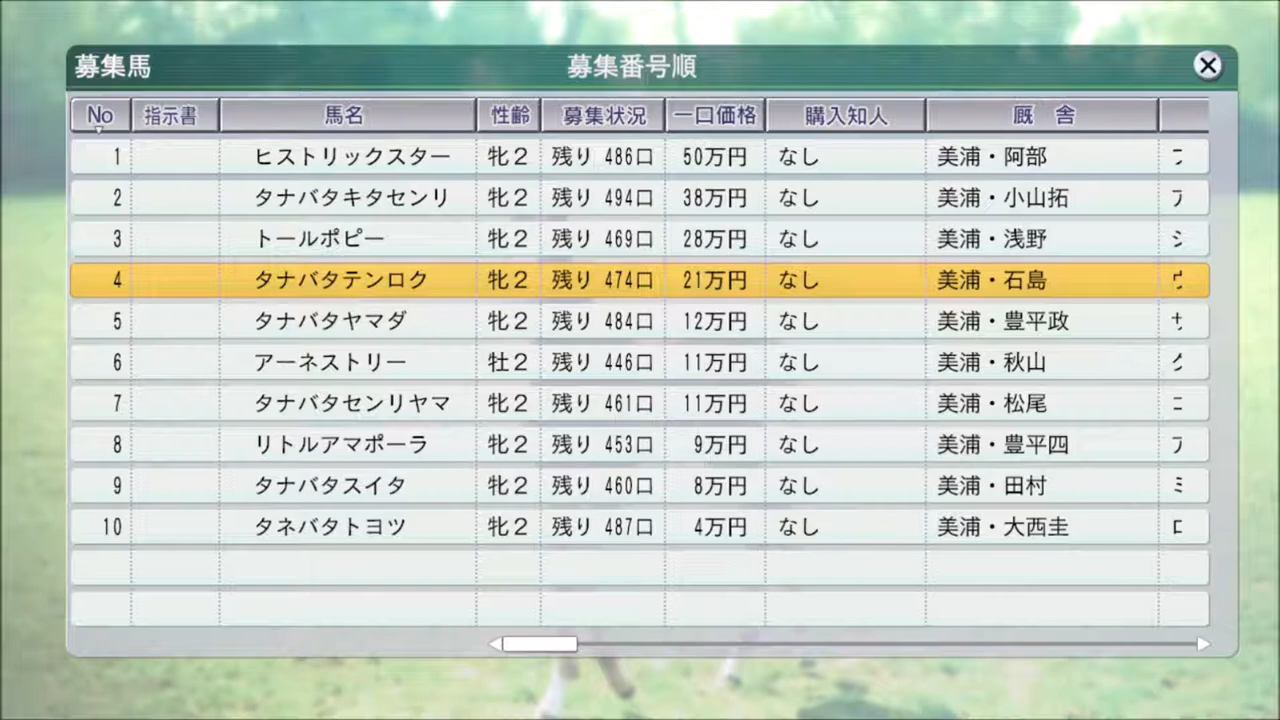 募集馬 募集番号順
No 指示書 馬名 性齢 募集状況 一口価格 購入知人 厩 舎
1 ヒストリックスター 牝2 残り 486口 50万円 なし 美浦・阿部
2 タナバタキタセンリ 牝2 残り 494口 38万円 なし 美浦・小山拓
3 トールポピー 牝2 残り 469口 28万円 なし 美浦・浅野
4 タナバタテンロク 牝2 残り 474口 21万円 なし 美浦・石島
5 タナバタヤマダ 牝2 残り 484口 12万円 なし 美浦・豊平政
6 アーネストリー 牡2 残り 446口 11万円 なし 美浦・秋山
7 タナバタセンリヤマ 牝2 残り 461口 11万円 なし 美浦・松尾
8 リトルアマポーラ 牝2 残り 453口 9万円 なし 美浦・豊平四
9 タナバタスイタ 牝2 残り 460口 8万円 なし 美浦・田村
10 タネバタトヨツ 牝2 残り 487口 4万円 なし 美浦・大西圭